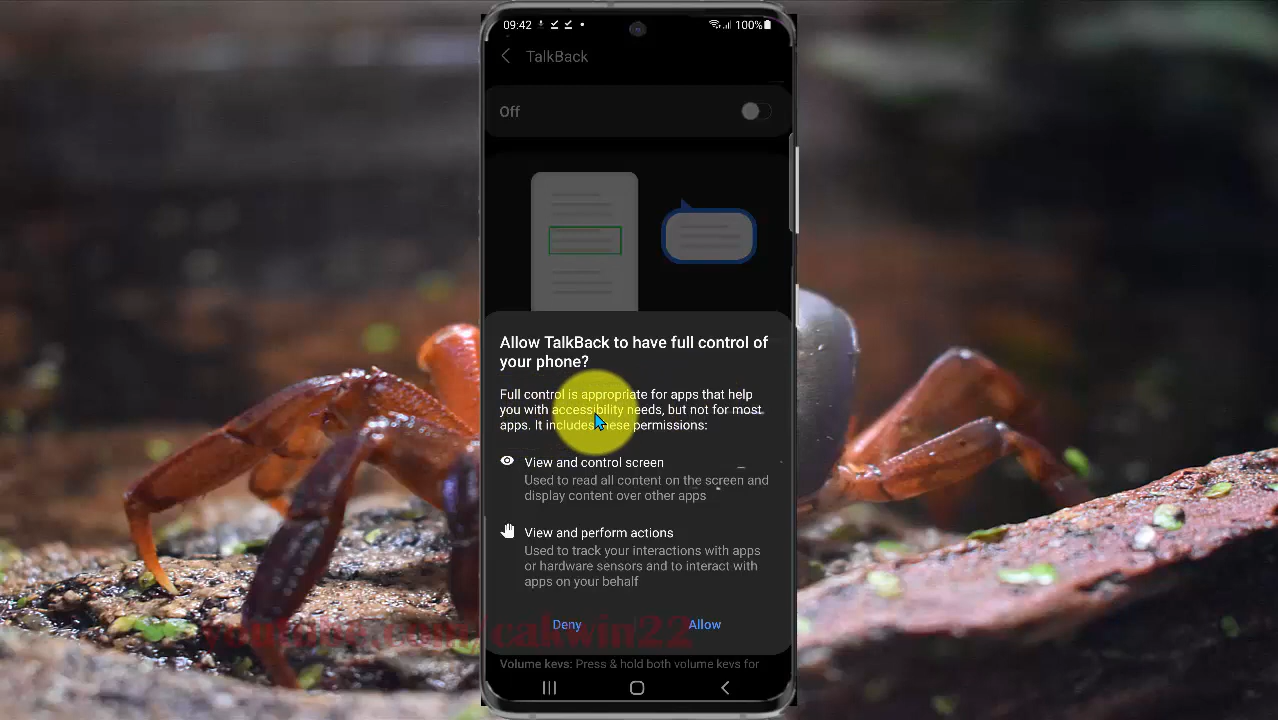 09:42
100%
TalkBack
Off
Allow TalkBack to have full control of
your phone?
Full control is appropriate for apps that help
you with accessibility needs, but not for most
apps. It includes these permissions:
View and control screen
Used to read all content on the screen and
display content over other apps
View and perform actions
Used to track your interactions with apps
or hardware sensors and to interact with
apps on your behalf
Deny
Allow
youtube.com/cakwin22
Volume keys: Press & hold both volume keys for